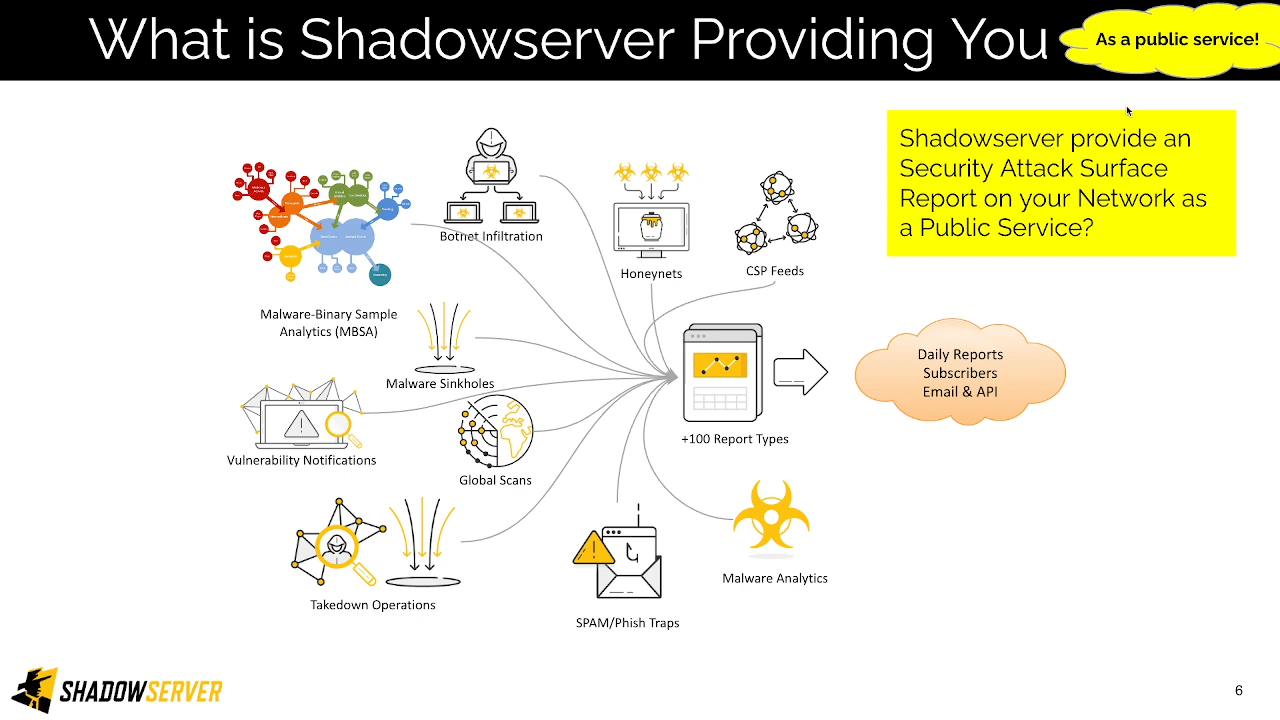 What is Shadowserver Providing You
As a public service!
Shadowserver provide an
Security Attack Surface
Report on your Network as
a Public Service?
Botnet Infiltration
Honeynets
CSP Feeds
Malware-Binary Sample
Analytics (MBSA)
Malware Sinkholes
Daily Reports
Subscribers
Email & API
+100 Report Types
Vulnerability Notifications
Global Scans
Malware Analytics
Takedown Operations
SPAM/Phish Traps
SHADOWSERVER
6